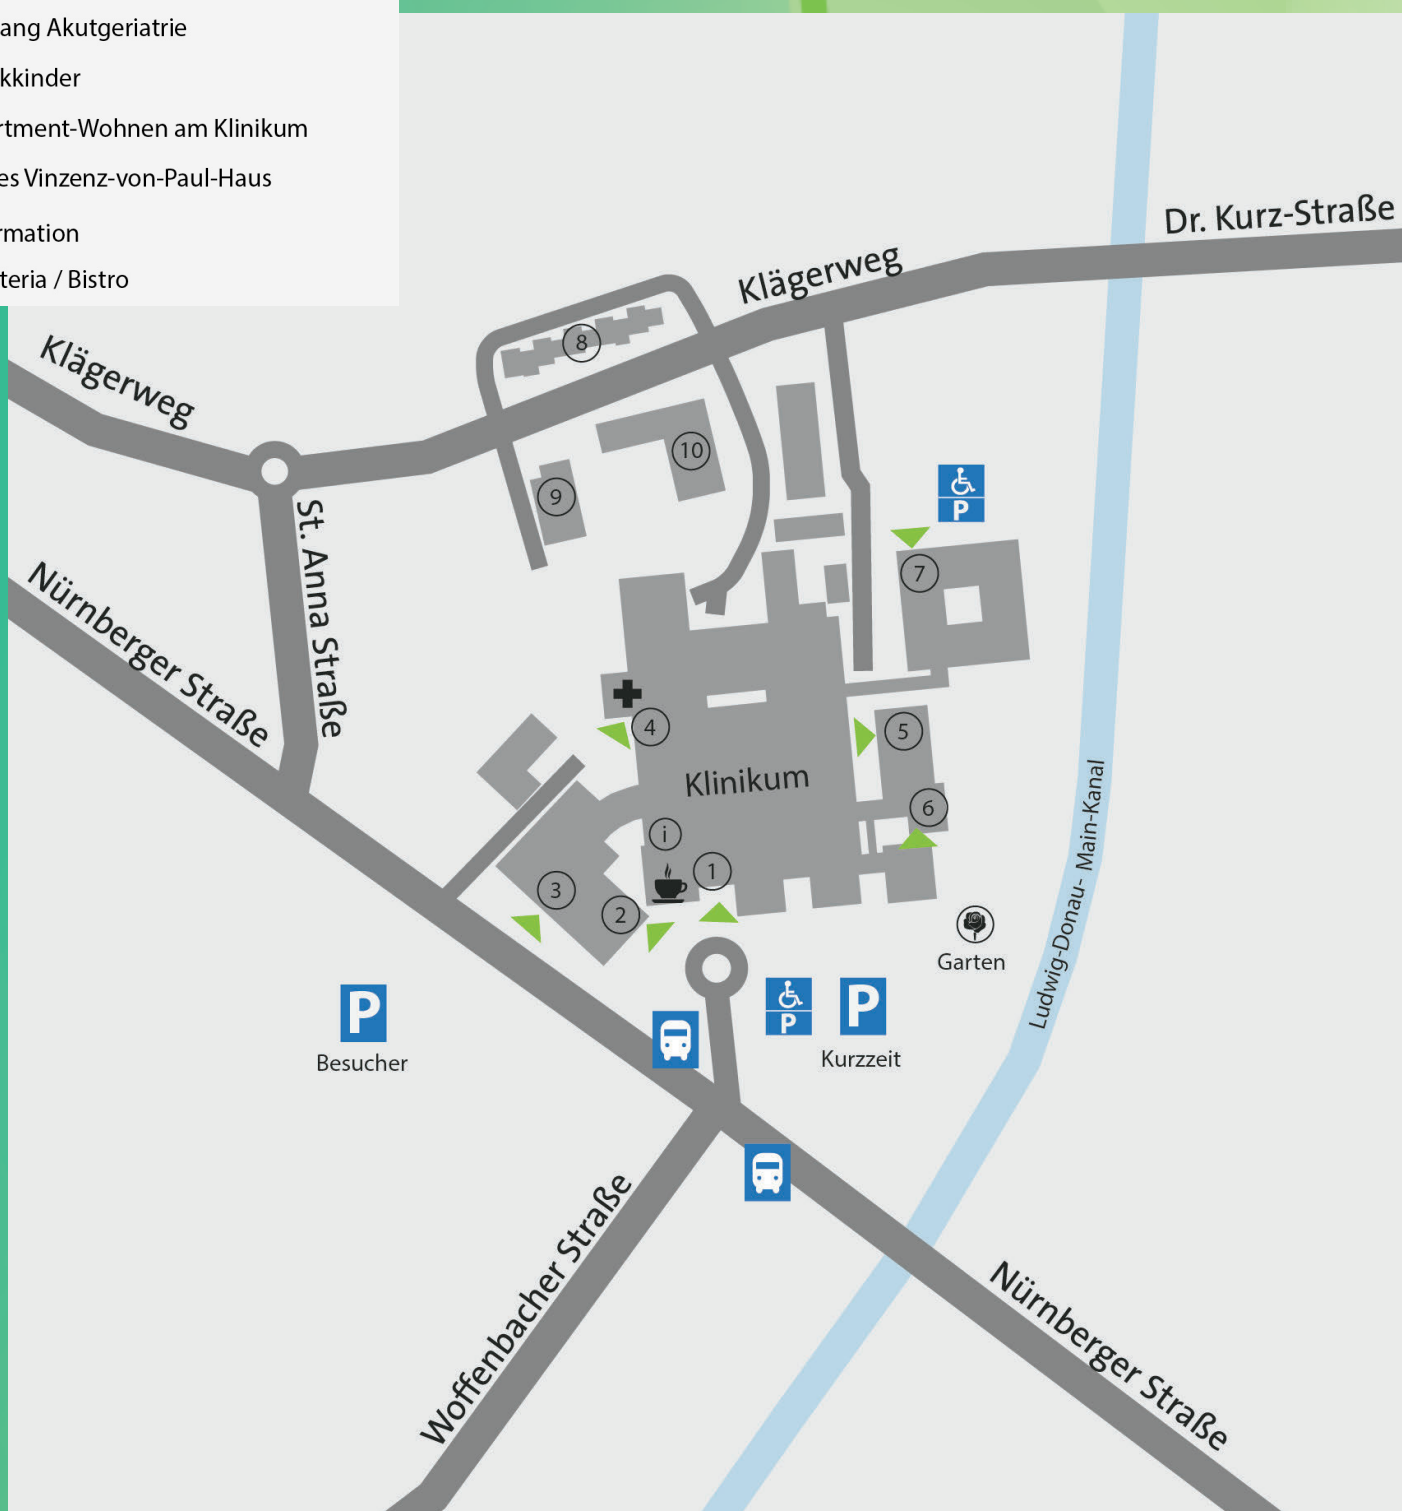 ang Akutgeriatrie
kkinder
rtment-Wohnen am Klinikum
es Vinzenz-von-Paul-Haus
rmation
teria / Bistro
Dr. Kurz-Straße
Klägerweg
8
Klägerweg
10
9
P
St. Anna Straße
Nürnberger Straße
7
4
5
Klinikum
6
i
1
3
2
Ludwig-Donau- Main-Kanal
Garten
P
Besucher
P
P
Kurzzeit
Woffenbacher Straße
Nürnberger Straße